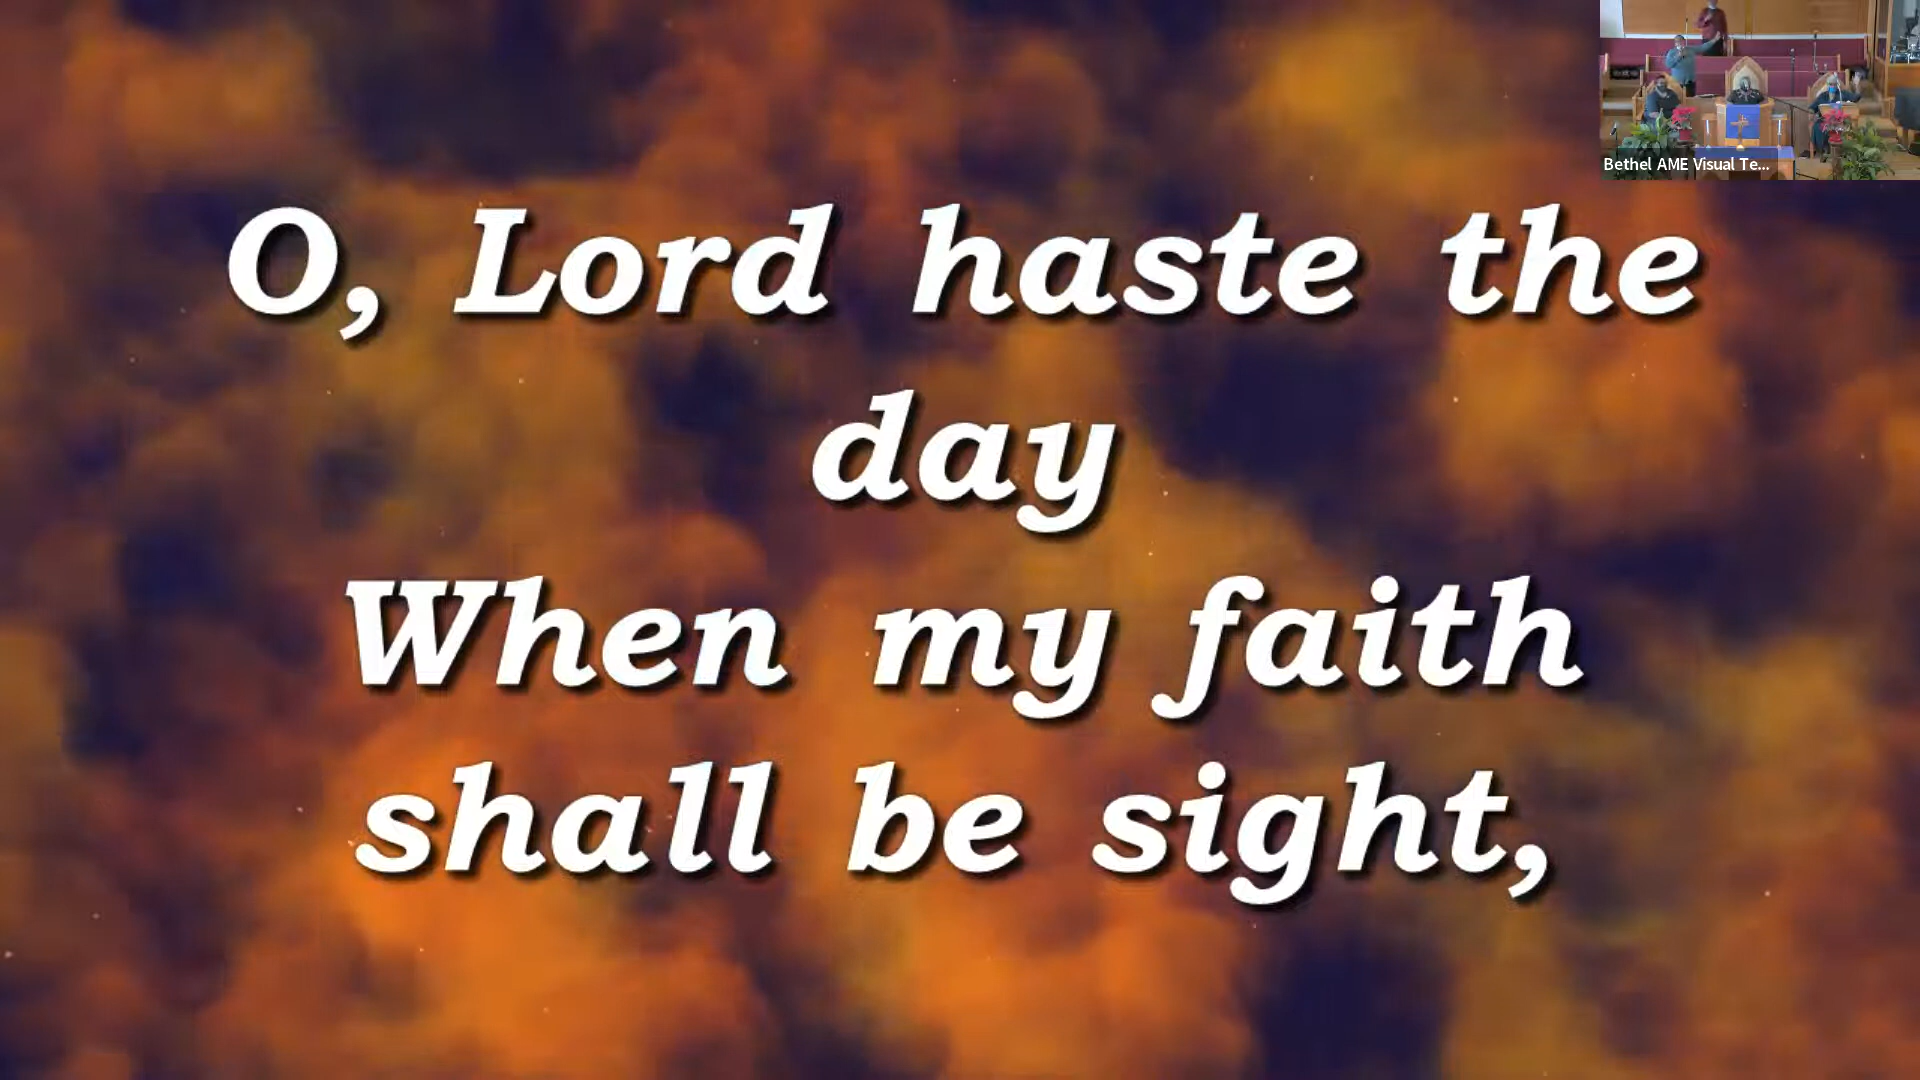 Bethel AME Visual Te...
O, Lord haste the
day
When my faith
shall be sight,